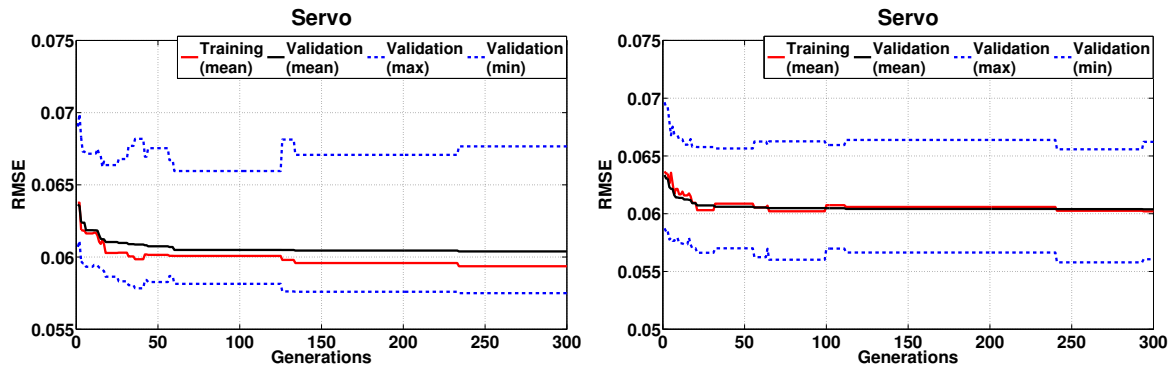 Servo
0.075
0.07
0.065
0.06
0.055
RMSE
Training (mean)
Validation (mean)
Validation (max)
Validation (min)
0 50 100 150 200 250 300
Generations
Servo
0.075
0.07
0.065
0.06
0.055
0.05
RMSE
Training (mean)
Validation (mean)
Validation (max)
Validation (min)
0 50 100 150 200 250 300
Generations